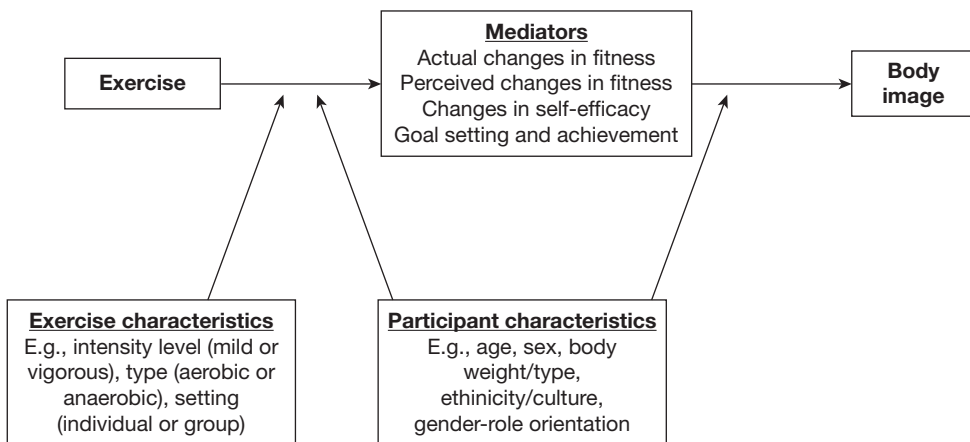 Exercise
Mediators
Actual changes in fitness
Perceived changes in fitness
Changes in self-efficacy
Goal setting and achievement
Body
image
Exercise characteristics
E.g., intensity level (mild or
vigorous), type (aerobic or
anaerobic), setting
(individual or group)
Participant characteristics
E.g., age, sex, body
weight/type,
ethinicity/culture,
gender-role orientation